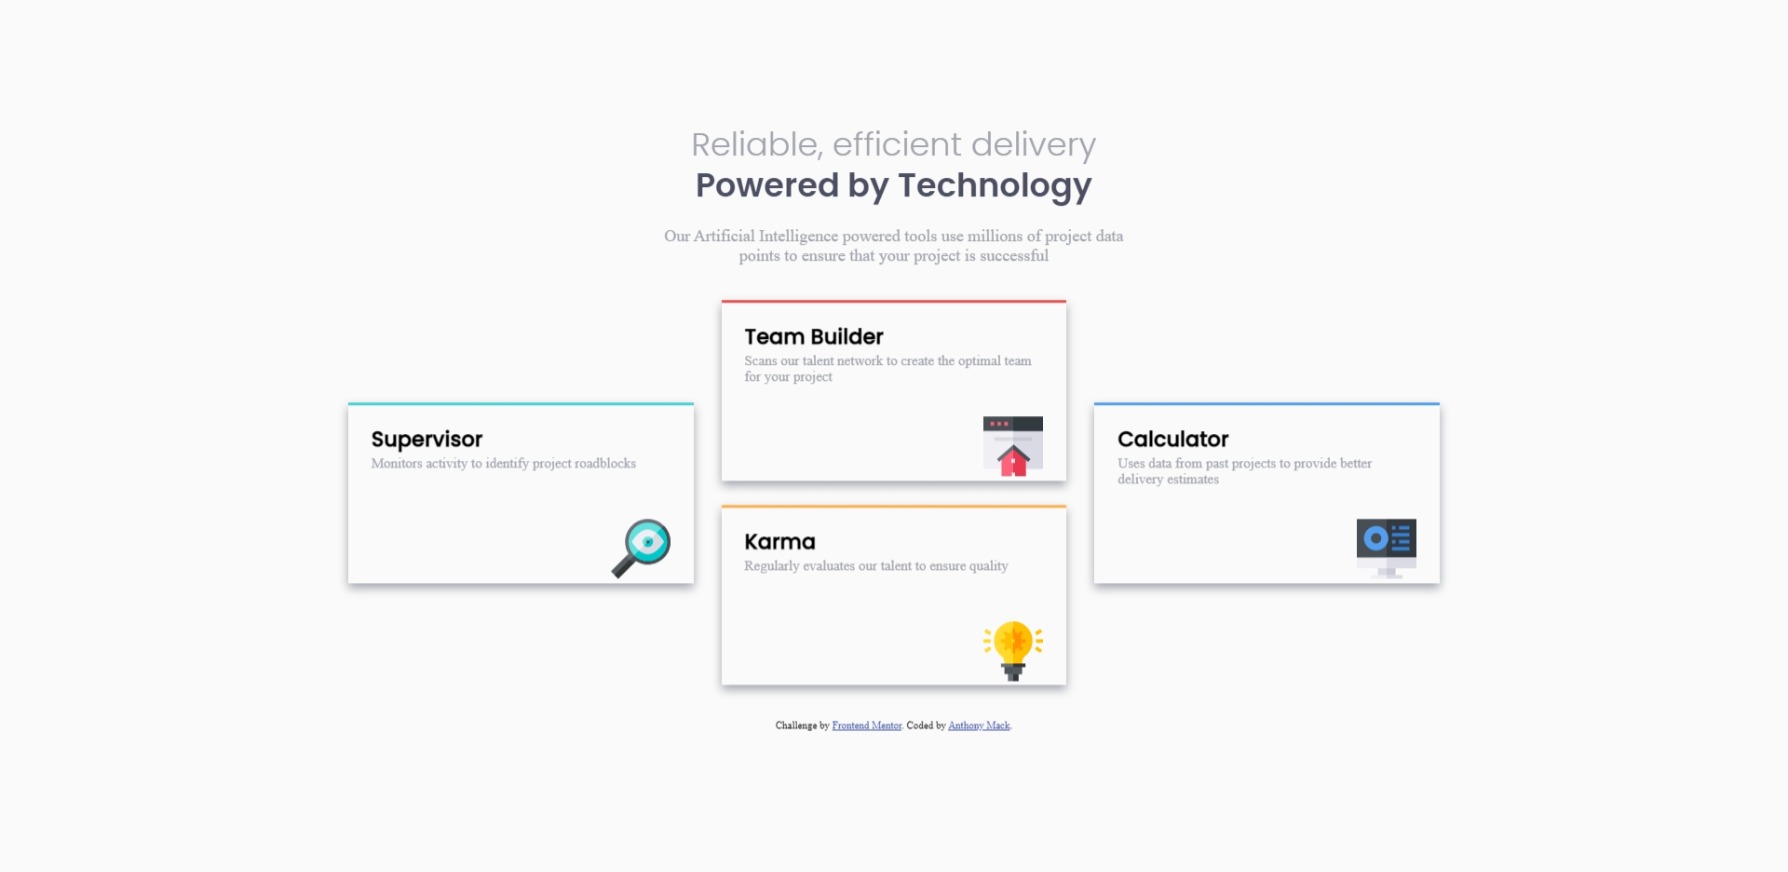 Reliable, efficient delivery
Powered by Technology
Our Artificial Intelligence powered tools use millions of project data
points to ensure that your project is successful
Team Builder
Scans our talent network to create the optimal team
for your project
Supervisor
Monitors activity to identify project roadblocks
Calculator
Uses data from past projects to provide better
delivery estimates
Karma
Regularly evaluates our talent to ensure quality
Challenge by Frontend Mentor. Coded by Anthony Mack.